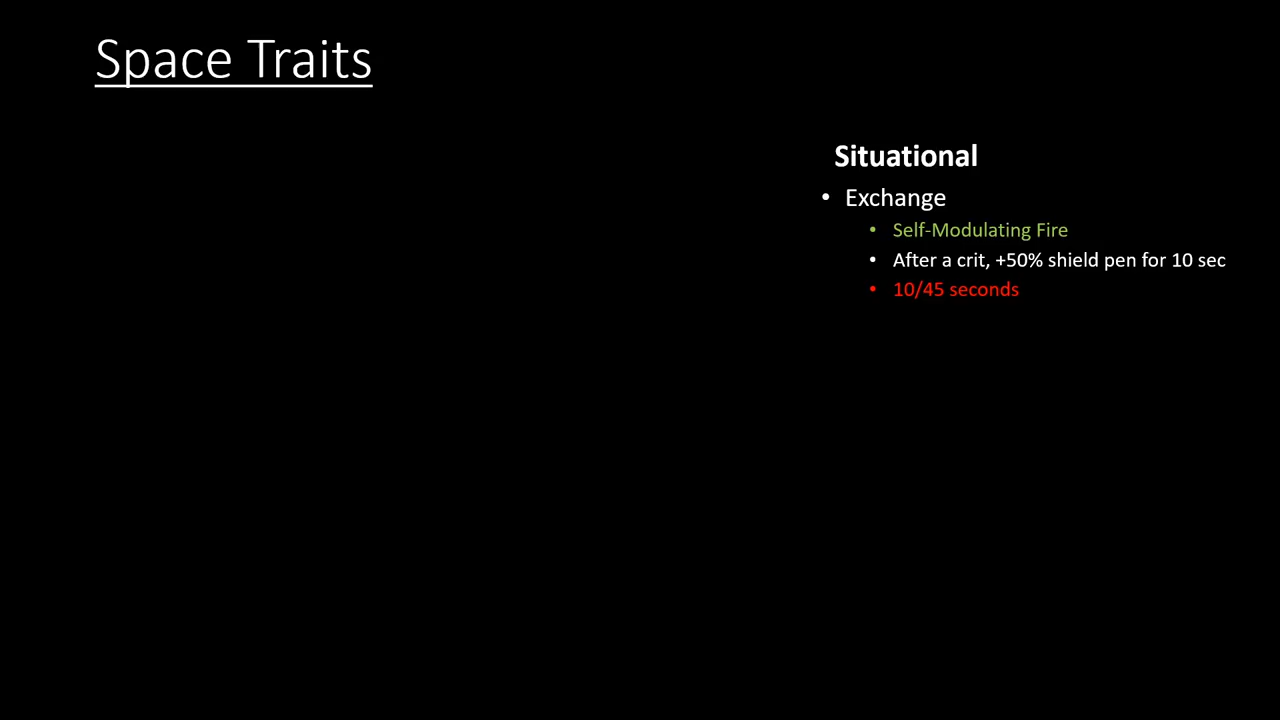 Space Traits
Situational
• Exchange
• Self-Modulating Fire
• After a crit, +50% shield pen for 10 sec
• 10/45 seconds